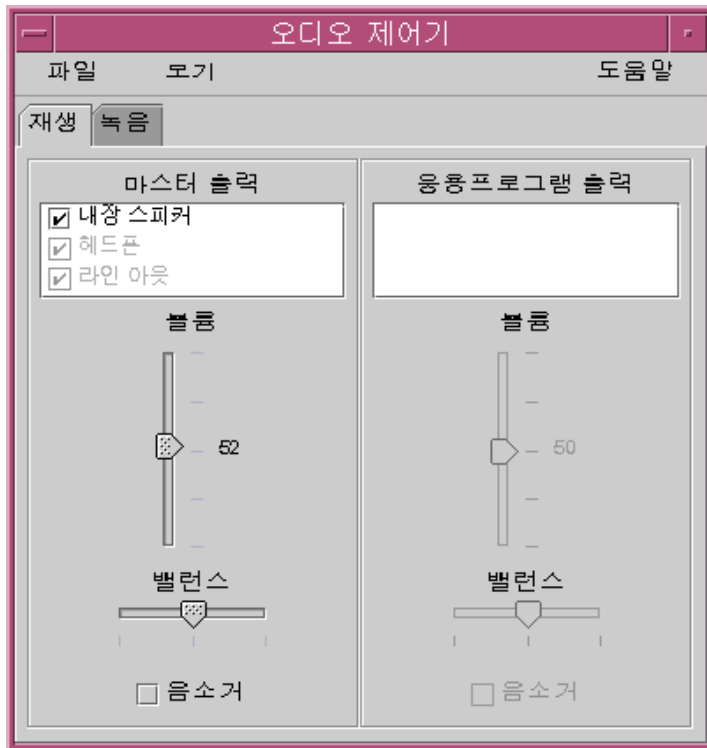 오디오 제어기
파일 보기 도움말
재생 녹음
마스터 출력
내장 스피커
헤드폰
라인 아웃
볼륨
52
밸런스
음소거
응용프로그램 출력
볼륨
50
밸런스
음소거